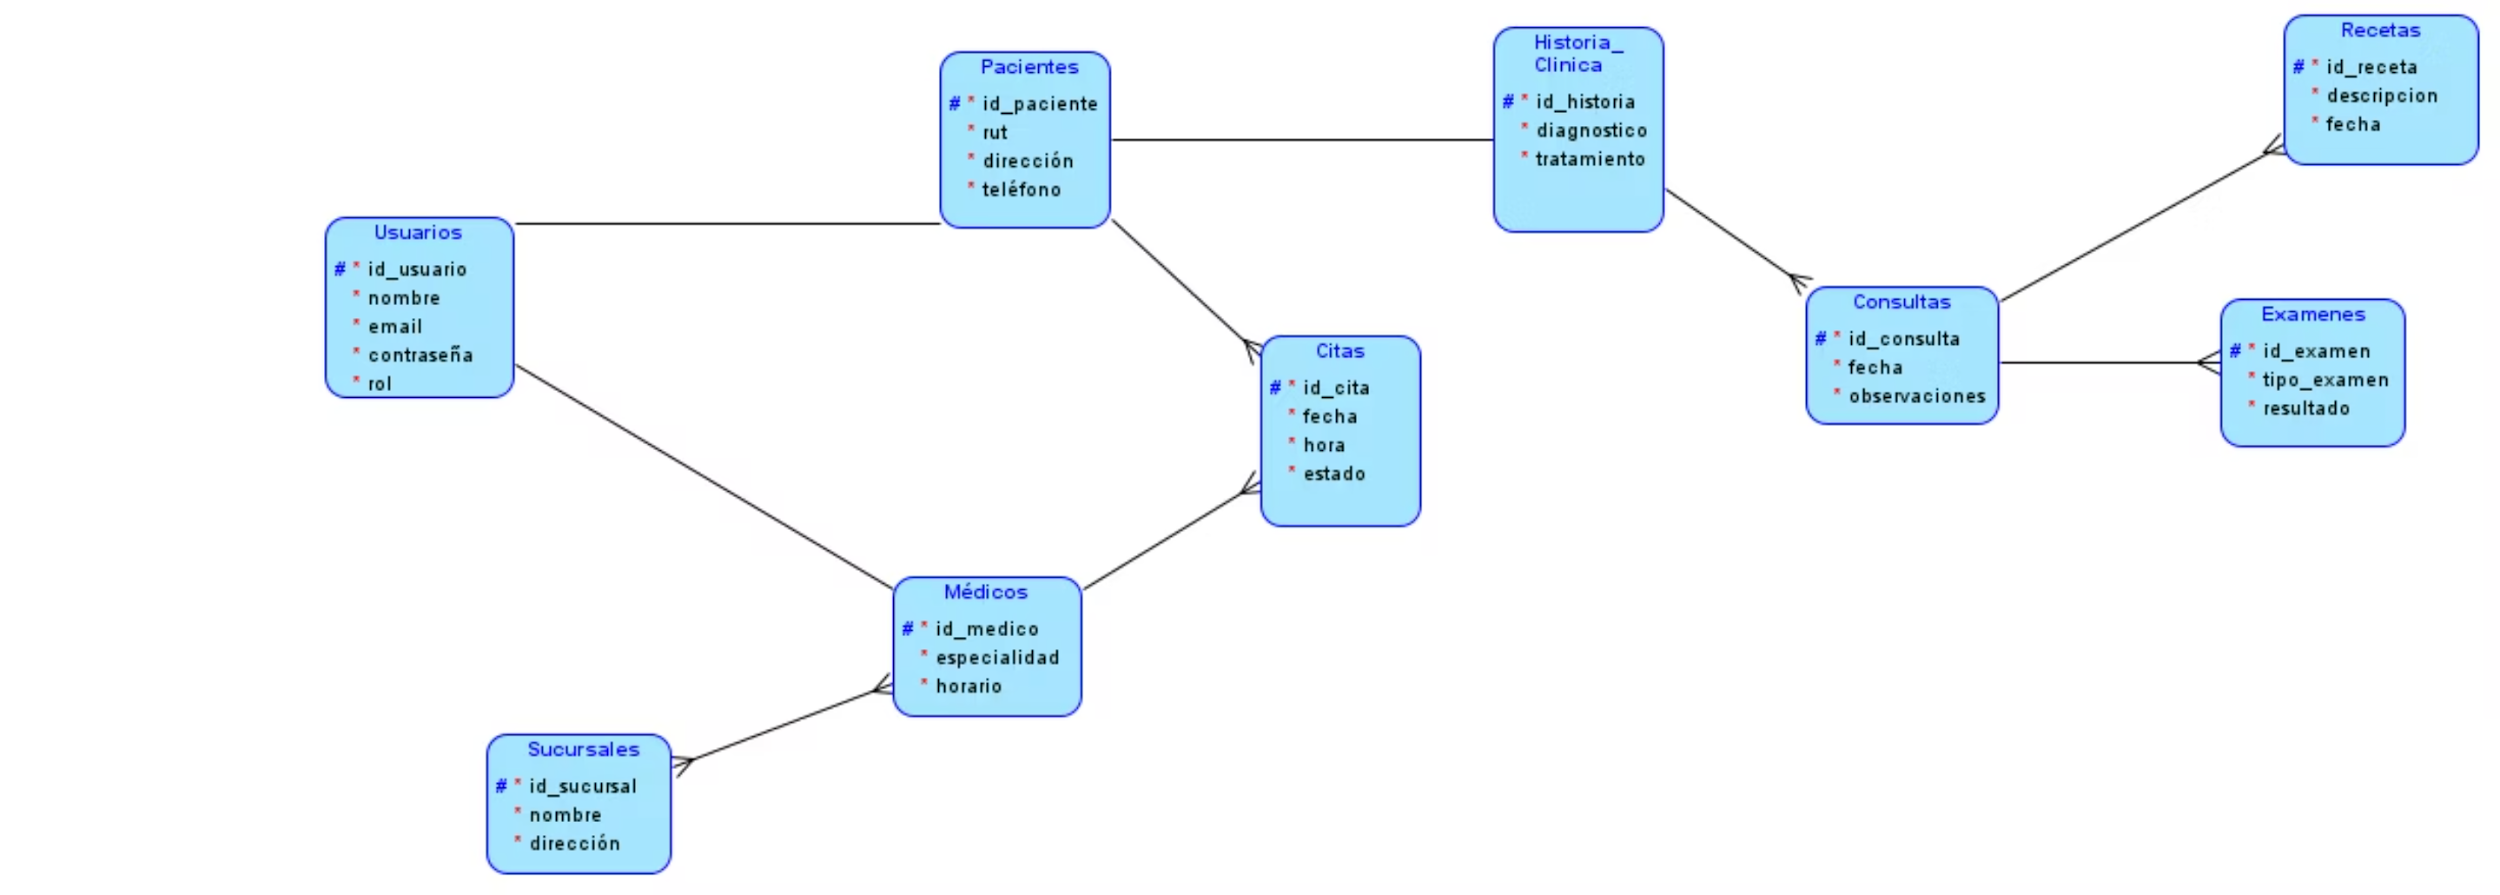 Usuarios
# * id_usuario
* nombre
* email
* contraseña
* rol
Pacientes
# * id_paciente
* rut
* dirección
* teléfono
Historia_
Clinica
# * id_historia
* diagnostico
* tratamiento
Recetas
# * id_receta
* descripcion
* fecha
Consultas
# * id_consulta
* fecha
* observaciones
Examenes
# * id_examen
* tipo_examen
* resultado
Citas
# * id_cita
* fecha
* hora
* estado
Médicos
# * id_medico
* especialidad
* horario
Sucursales
# * id_sucursal
* nombre
* dirección